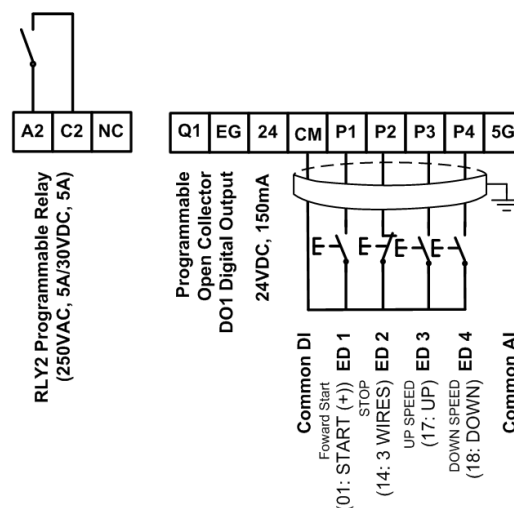 A2 C2 NC
Q1 EG 24 CM P1 P2 P3 P4 5G
RLY2 Programmable Relay
(250VAC, 5A/30VDC, 5A)
Programmable
Open Collector
DO1 Digital Output
24VDC, 150mA
Common DI
Foward Start
(01: START (+))
ED 1
STOP
(14: 3 WIRES)
ED 2
UP SPEED
(17: UP)
ED 3
DOWN SPEED
(18: DOWN)
ED 4
Common AI
E
E
E
E